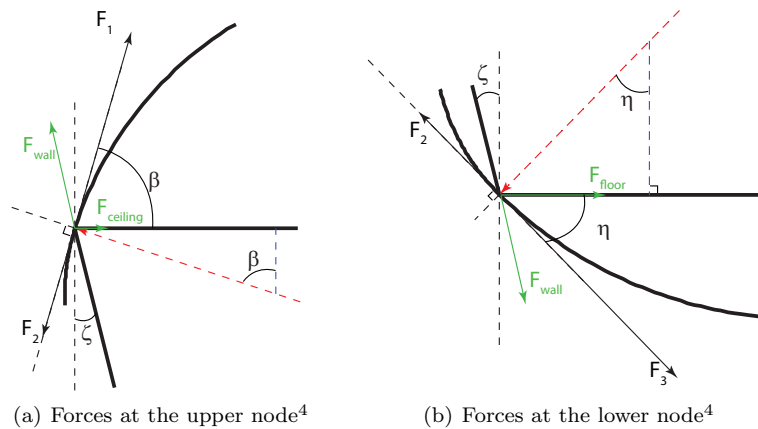 F1
Fwall
β
Fceiling
β
F2
ζ
ζ
η
F2
Ffloor
η
Fwall
F3
(a) Forces at the upper node4
(b) Forces at the lower node4